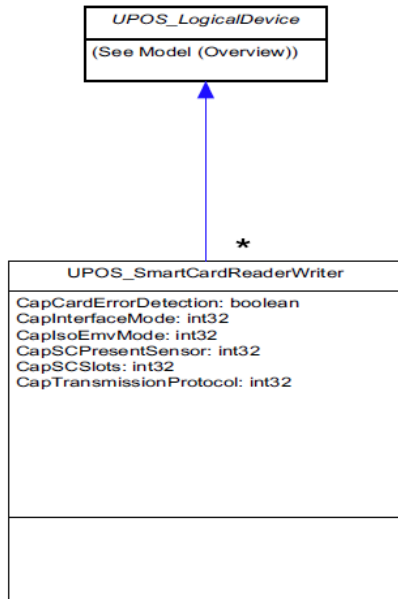 UPOS_LogicalDevice
(See Model (Overview))
*
UPOS_SmartCardReaderWriter
CapCardErrorDetection: boolean
CapInterfaceMode: int32
CapIsoEmvMode: int32
CapSCPresentSensor: int32
CapSCSlots: int32
CapTransmissionProtocol: int32